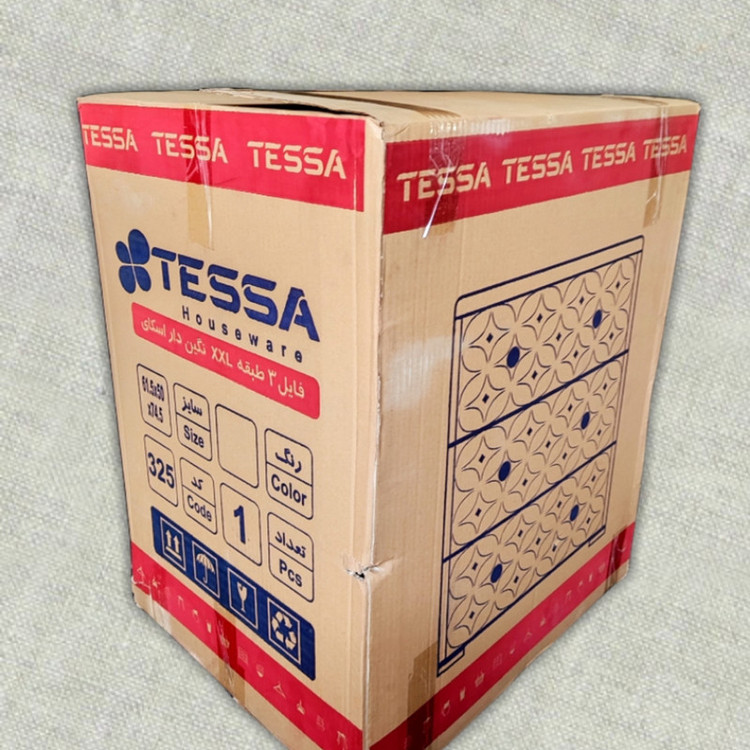 TESSA TESSA TESSA
TESSA TESSA TESSA TESSA
TESSA
Houseware
فایل ۳ طبقه XXL نگین دار اسکای
61.5x50
x74.5
سایز
Size
رنگ
Color
325
کد
Code
1
تعداد
Pcs